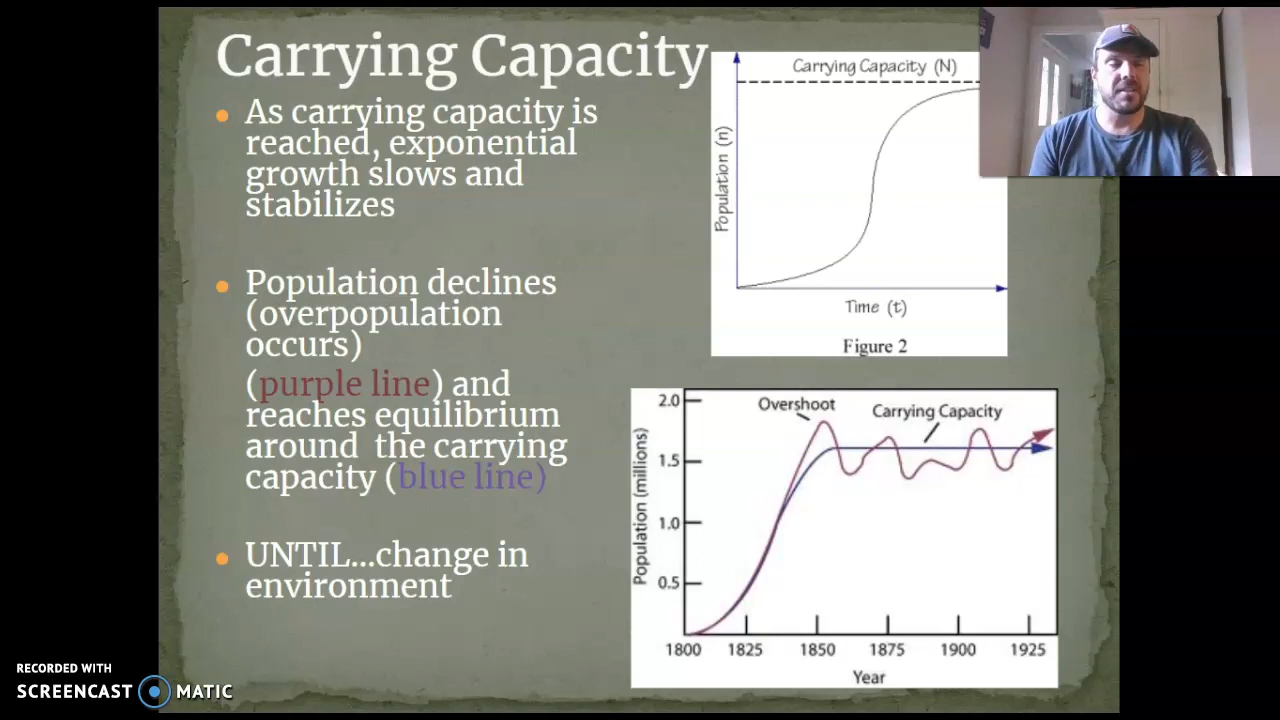 Carrying Capacity
As carrying capacity is
reached, exponential
growth slows and
stabilizes
Population declines
(overpopulation
occurs)
(purple line) and
reaches equilibrium
around the carrying
capacity (blue line)
UNTIL...change in
environment
Carrying Capacity (N)
Population (n)
Time (t)
Figure 2
Overshoot
Carrying Capacity
Population (millions)
2.0
1.5
1.0
0.5
1800 1825 1850 1875 1900 1925
Year
RECORDED WITH
SCREENCAST MATIC